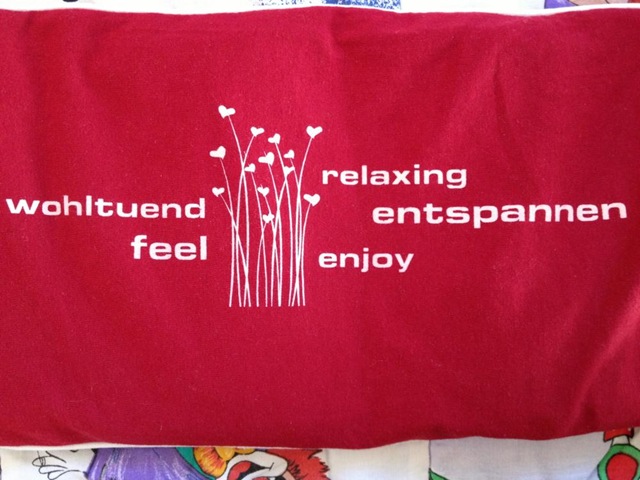 relaxing
wohltuend
entspannen
feel
enjoy